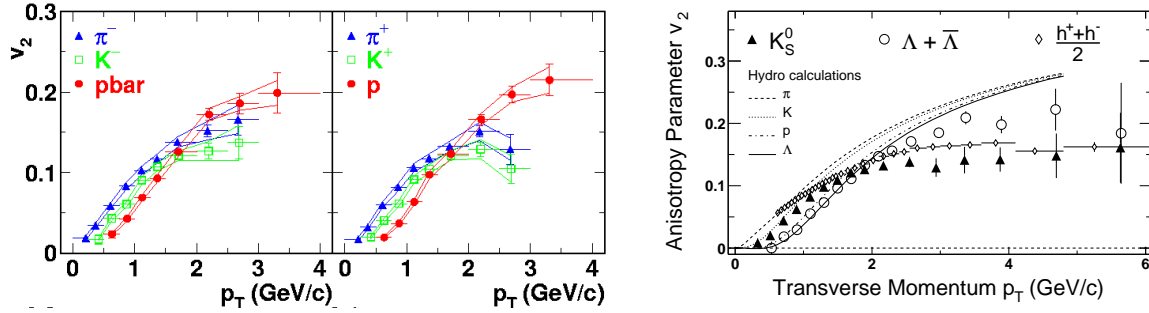 v2
0.3
0.2
0.1
0
π-
K-
pbar
π+
K+
p
0 1 2 3 4
0 1 2 3 4
pT (GeV/c)
pT (GeV/c)
Anisotropy Parameter v2
0.3
0.2
0.1
0
K0S
Λ + Λ̅
h+ + h-
2
Hydro calculations
π
K
p
Λ
0 2 4 6
Transverse Momentum pT (GeV/c)